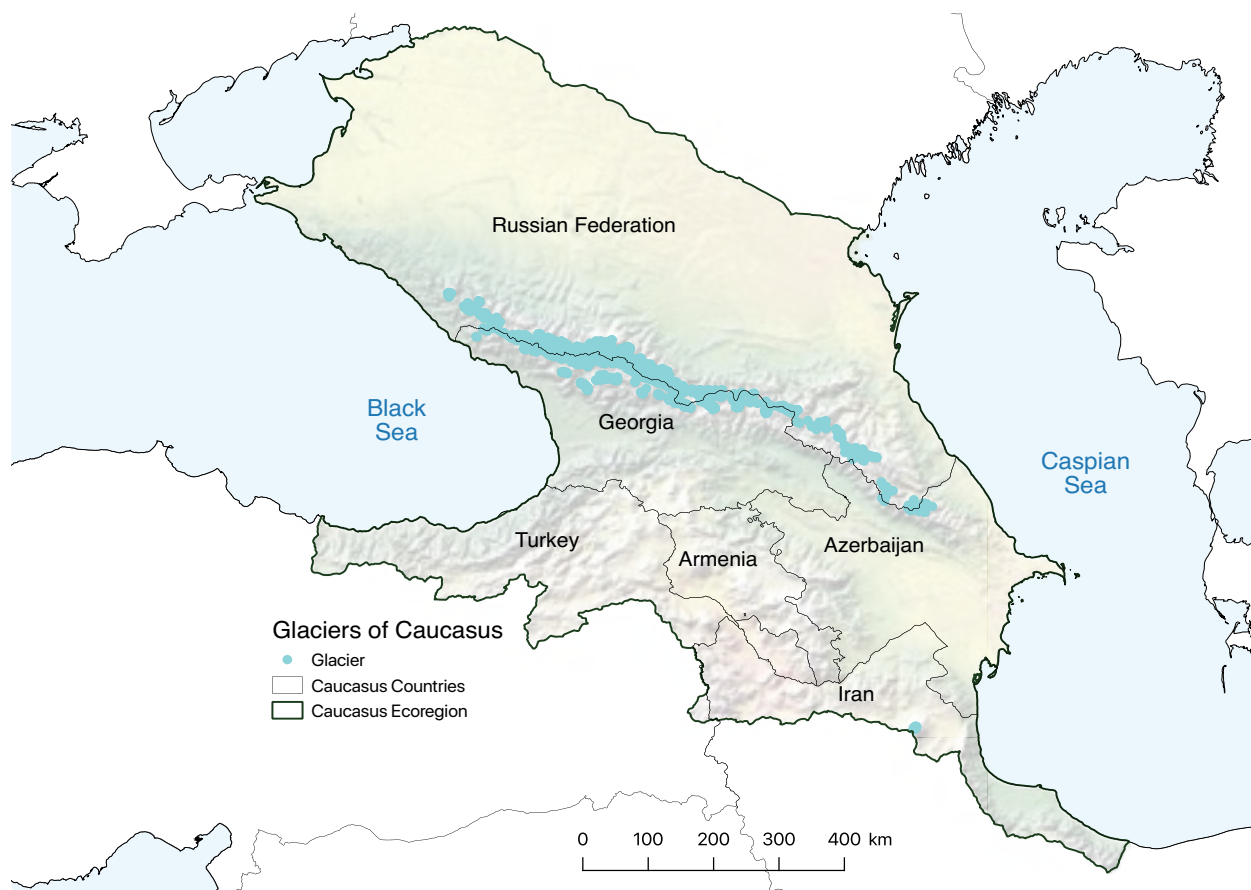 Russian Federation
Black
Sea
Georgia
Caspian
Sea
Turkey
Armenia
Azerbaijan
Iran
Glaciers of Caucasus
Glacier
Caucasus Countries
Caucasus Ecoregion
0 100 200 300 400 km